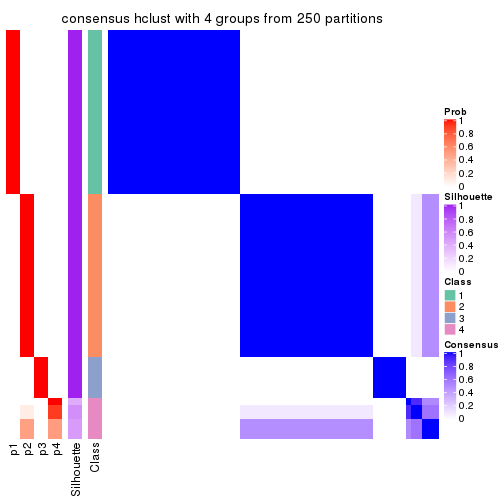 consensus hclust with 4 groups from 250 partitions
Prob
1
0.8
0.6
0.4
0.2
0
Silhouette
1
0.8
0.6
0.4
0.2
0
Class
1
2
3
4
Consensus
1
0.8
0.6
0.4
0.2
0
p1
p2
p3
p4
Silhouette
Class